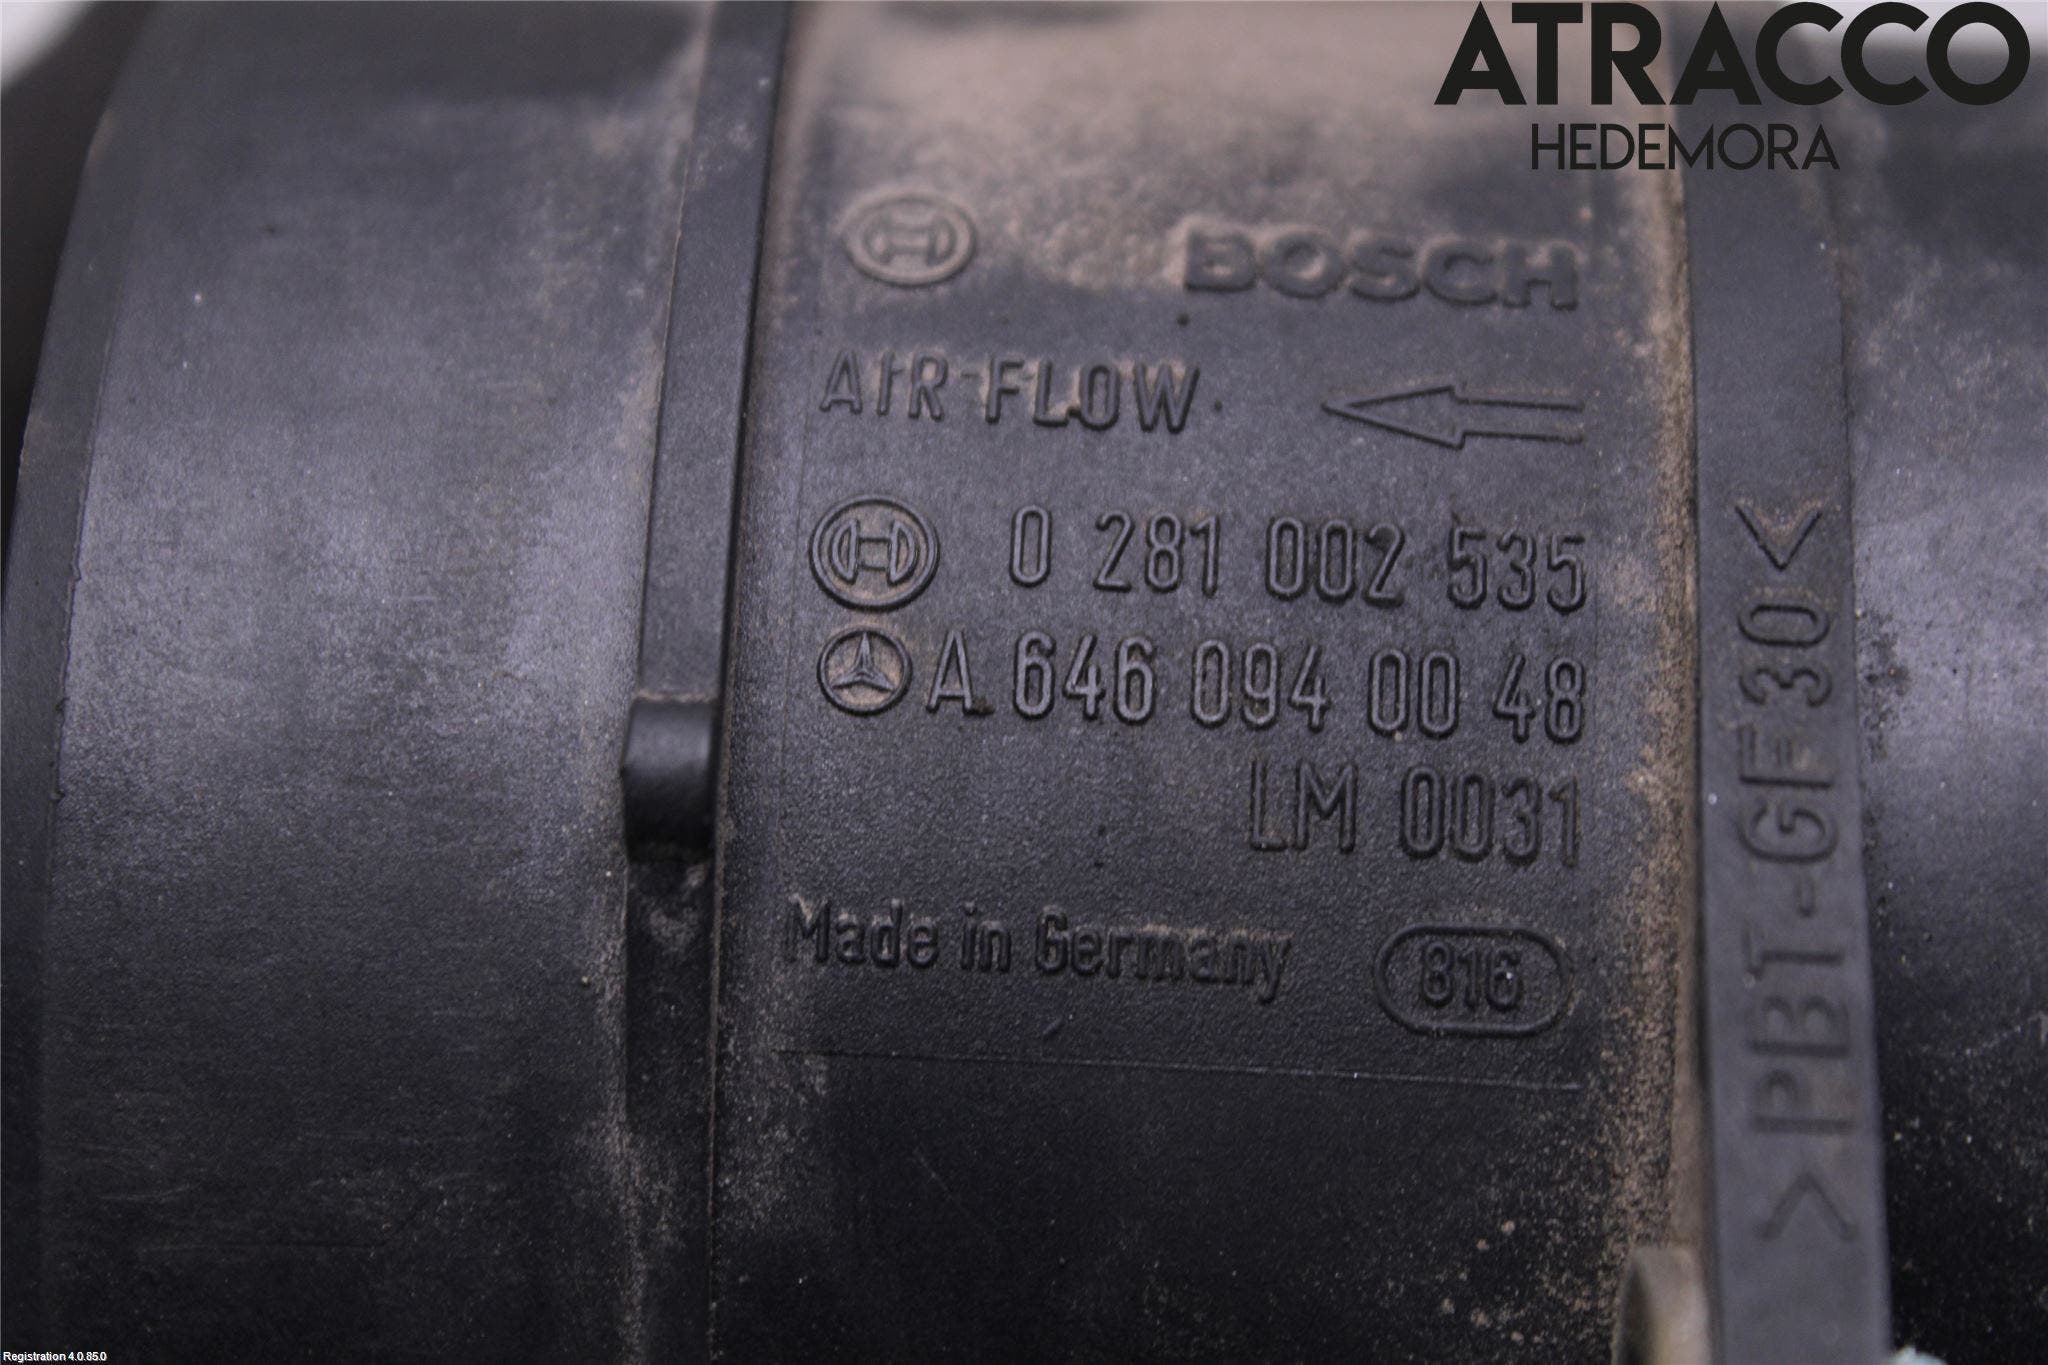 ATRACCO
HEDEMORA
BOSCH
AIR FLOW
0 281 002 535
A 646 094 00 48
LM 0031
Made in Germany 816
>PBT-GF30<
Registration 4.0.85.0